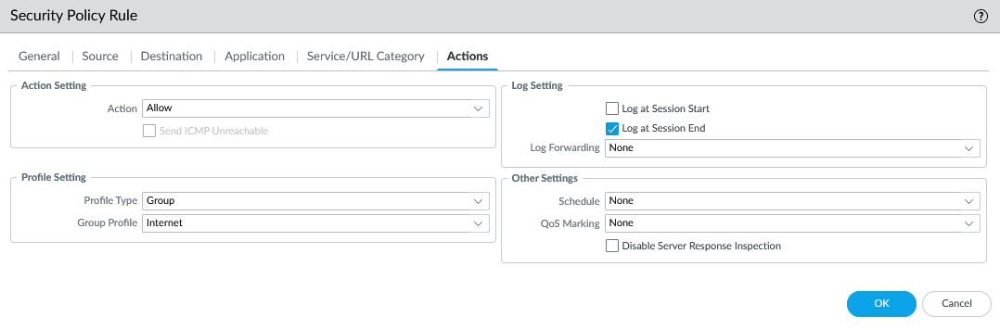 Security Policy Rule
General Source Destination Application Service/URL Category Actions
Action Setting
Action Allow
Send ICMP Unreachable
Log Setting
Log at Session Start
Log at Session End
Log Forwarding None
Profile Setting
Profile Type Group
Group Profile Internet
Other Settings
Schedule None
QoS Marking None
Disable Server Response Inspection
OK Cancel